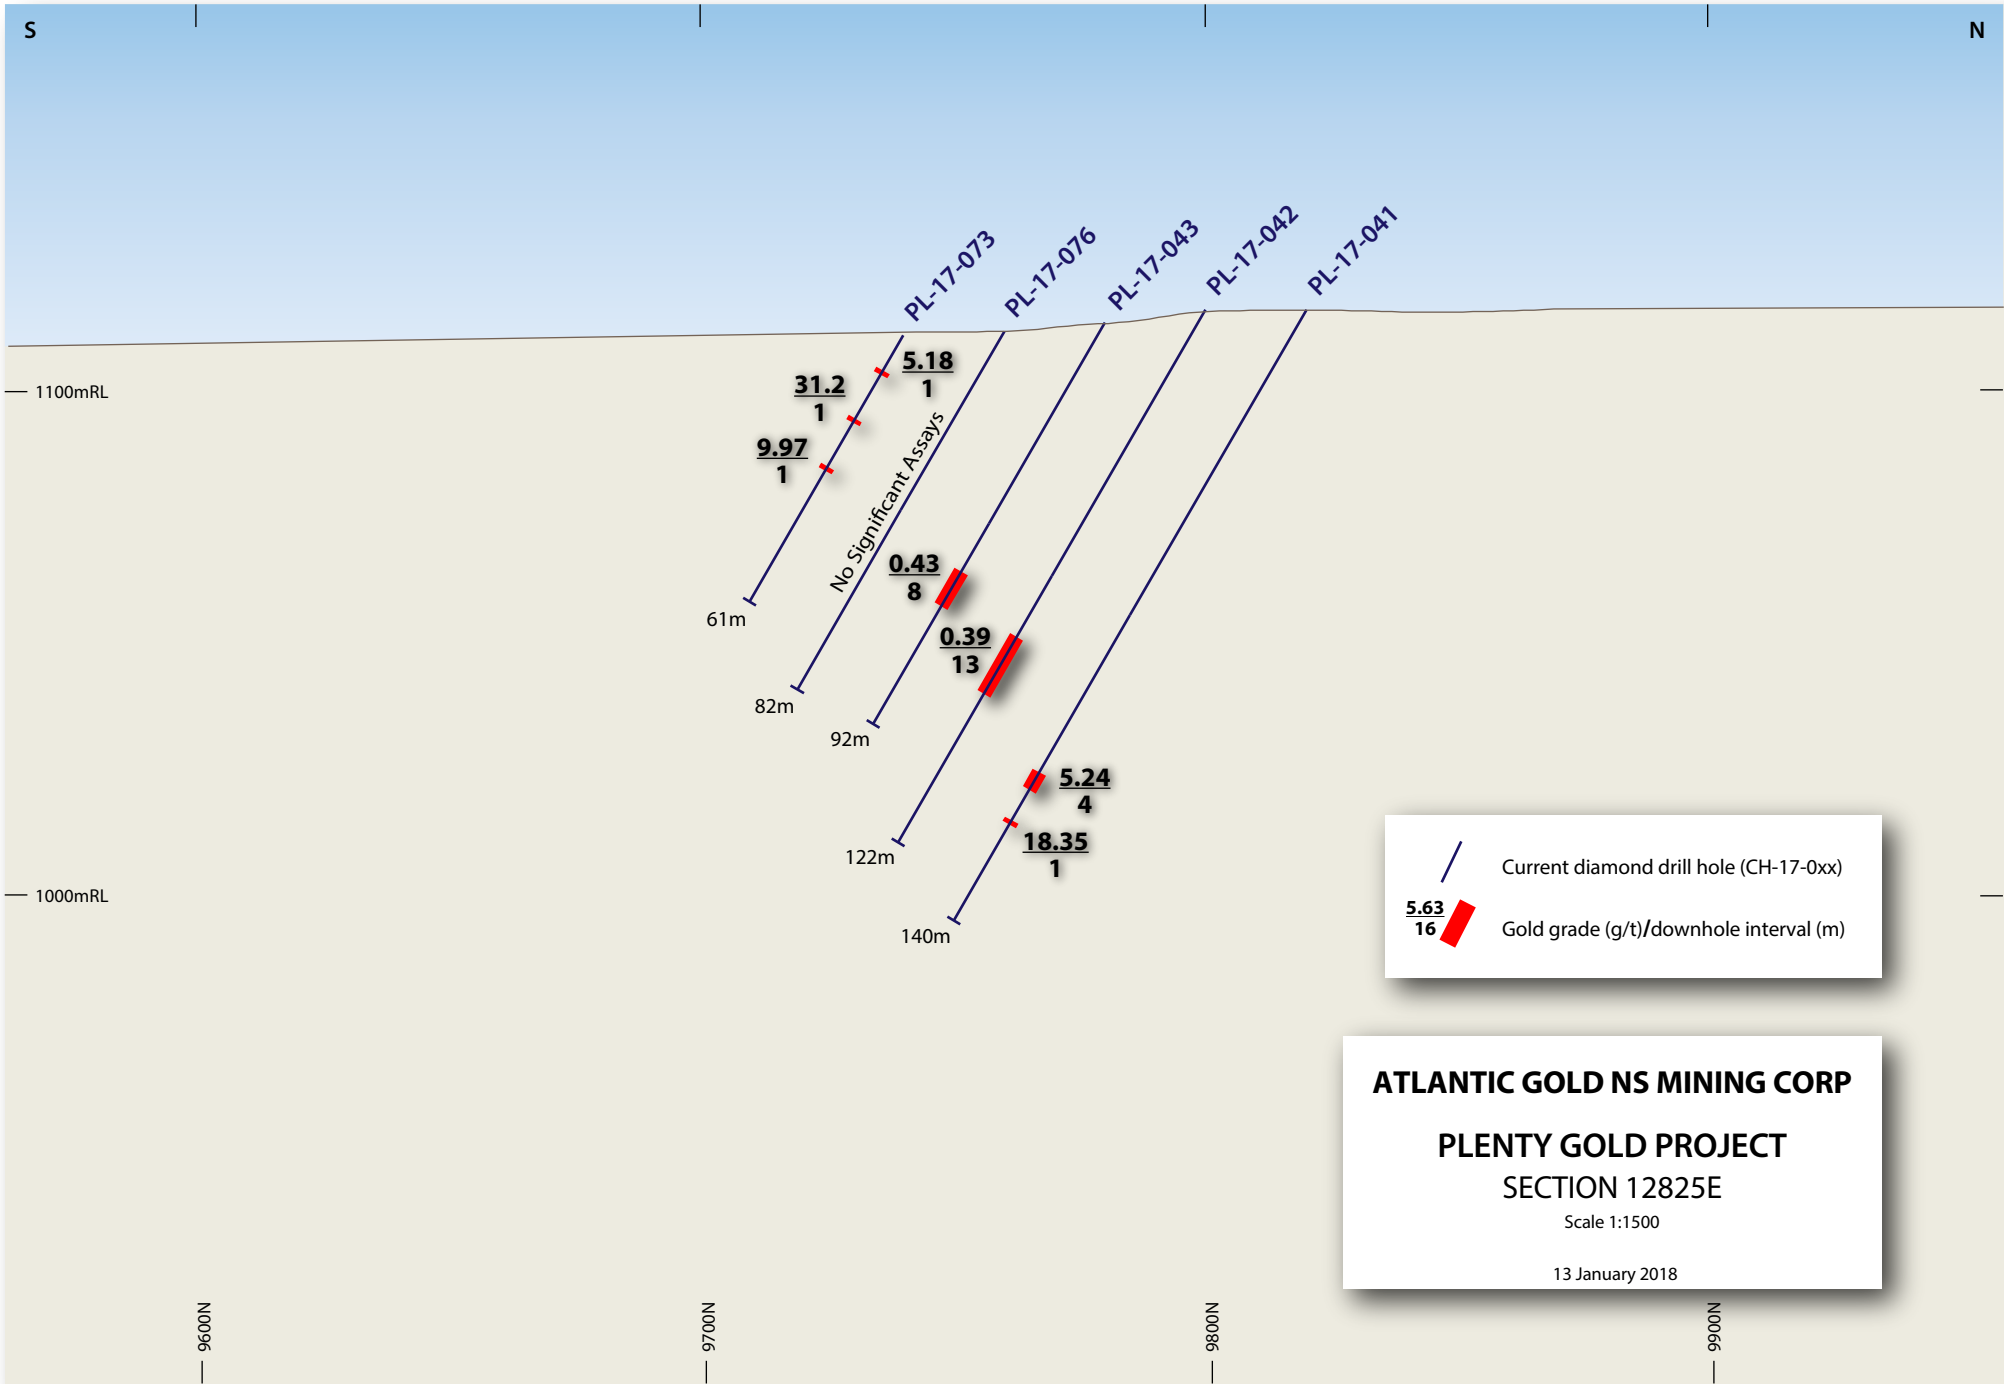 S
N
PL-17-073
PL-17-076
PL-17-043
PL-17-042
PL-17-041
1100mRL
5.18
1
31.2
1
9.97
1
No Significant Assays
0.43
8
0.39
13
61m
82m
92m
5.24
4
18.35
1
122m
140m
1000mRL
Current diamond drill hole (CH-17-0xx)
5.63
16
Gold grade (g/t)/downhole interval (m)
ATLANTIC GOLD NS MINING CORP
PLENTY GOLD PROJECT
SECTION 12825E
Scale 1:1500
13 January 2018
9600N
9700N
9800N
9900N